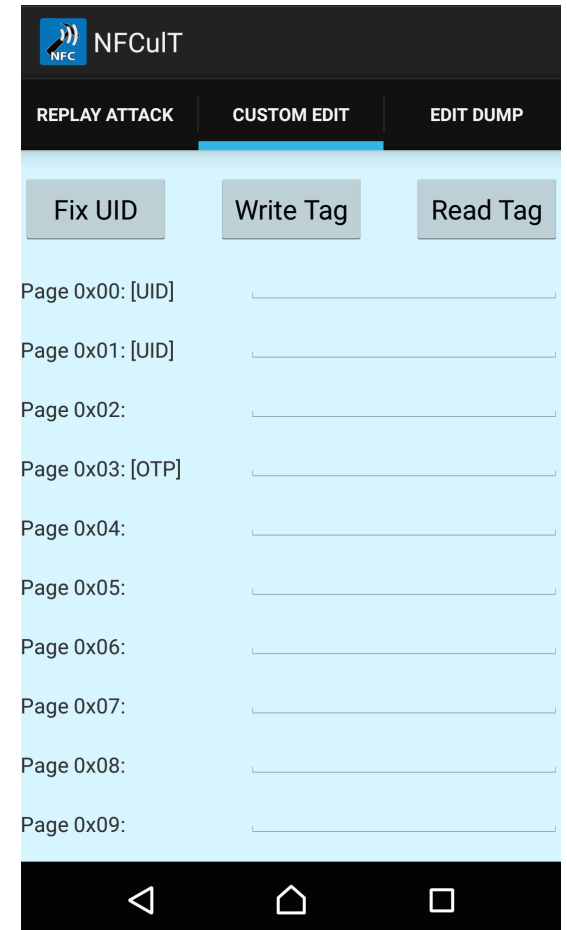 NFC
NFCulT
REPLAY ATTACK
CUSTOM EDIT
EDIT DUMP
Fix UID
Write Tag
Read Tag
Page 0x00: [UID]
Page 0x01: [UID]
Page 0x02:
Page 0x03: [OTP]
Page 0x04:
Page 0x05:
Page 0x06:
Page 0x07:
Page 0x08:
Page 0x09: